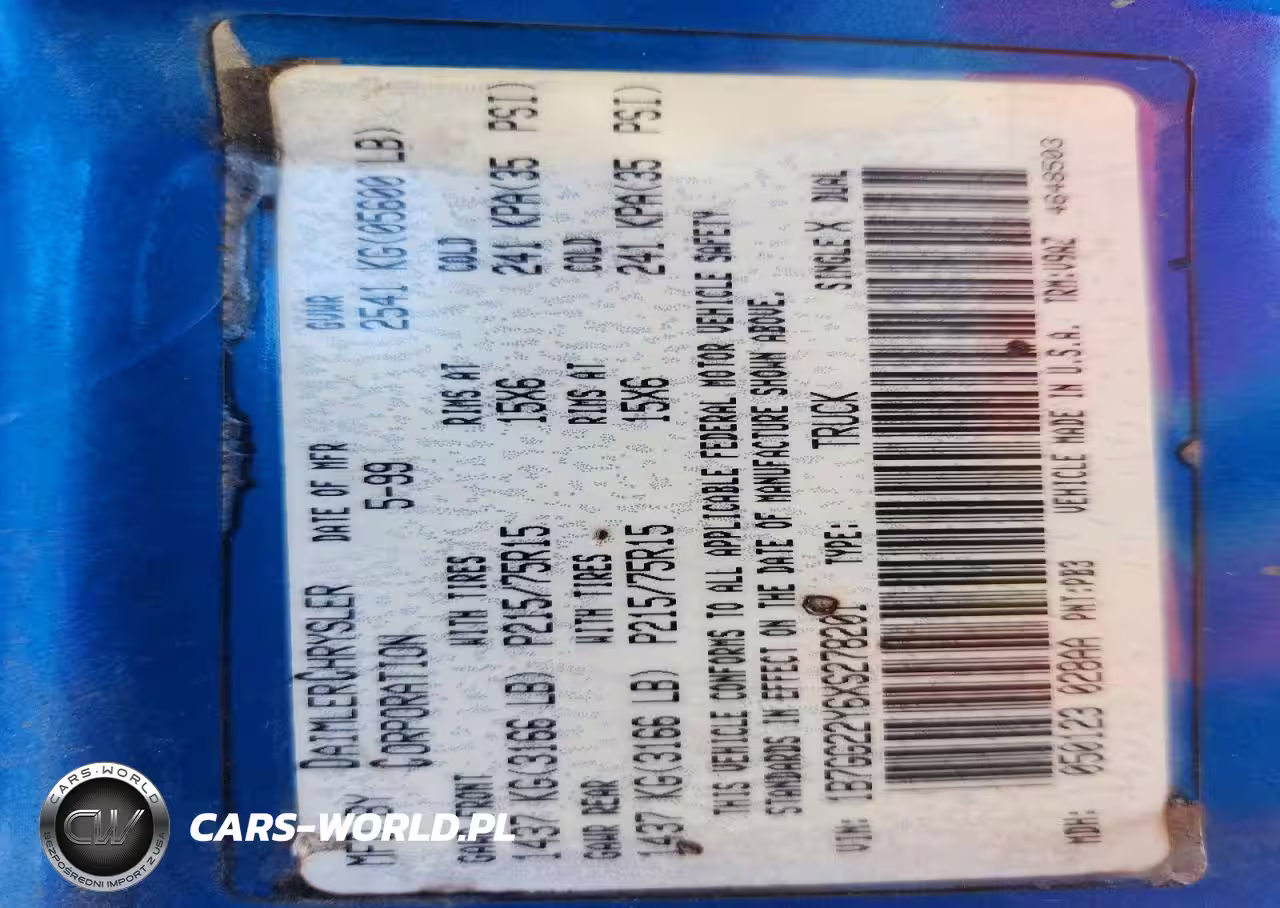 MFD BY DAIMLERCHRYSLER CORPORATION DATE OF MFR 5-99 GVWR 2541 KG(05600 LB)
GAWR FRONT WITH TIRES RIMS AT COLD
1437 KG(3166 LB) P215/75R15 15X6 241 KPA(35 PSI)
GAWR REAR WITH TIRES RIMS AT COLD
1437 KG(3166 LB) P215/75R15 15X6 241 KPA(35 PSI)
THIS VEHICLE CONFORMS TO ALL APPLICABLE FEDERAL MOTOR VEHICLE SAFETY
STANDARDS IN EFFECT ON THE DATE OF MANUFACTURE SHOWN ABOVE.
VIN: 1B7GG22Y6XS278201 TYPE: TRUCK SINGLE X DUAL
MDH: 050123 028AA PNT:PB3 VEHICLE MADE IN U.S.A. TRM:V9AZ 4648503
CARS-WORLD
CW
BEZPOŚREDNI IMPORT Z USA
CARS-WORLD.PL